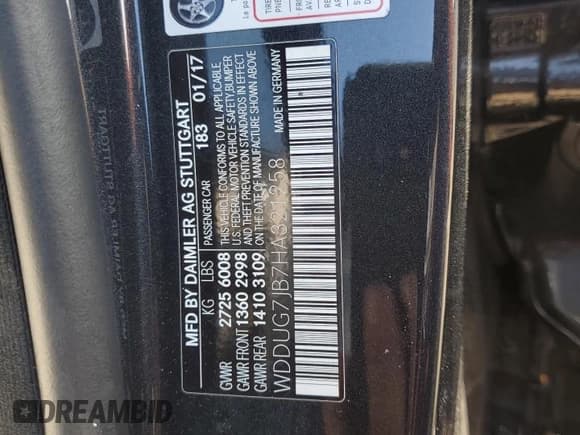 MFD BY DAIMLER AG STUTTGART
KG LBS PASSENGER CAR 183 01/17
GVWR 2725 6008 THIS VEHICLE CONFORMS TO ALL APPLICABLE
GAWR FRONT 1360 2998 U.S. FEDERAL MOTOR VEHICLE SAFETY, BUMPER
GAWR REAR 1410 3109 AND THEFT PREVENTION STANDARDS IN EFFECT
ON THE DATE OF MANUFACTURE SHOWN ABOVE
WDDUG7JB7HA321258 MADE IN GERMANY
DREAMBID